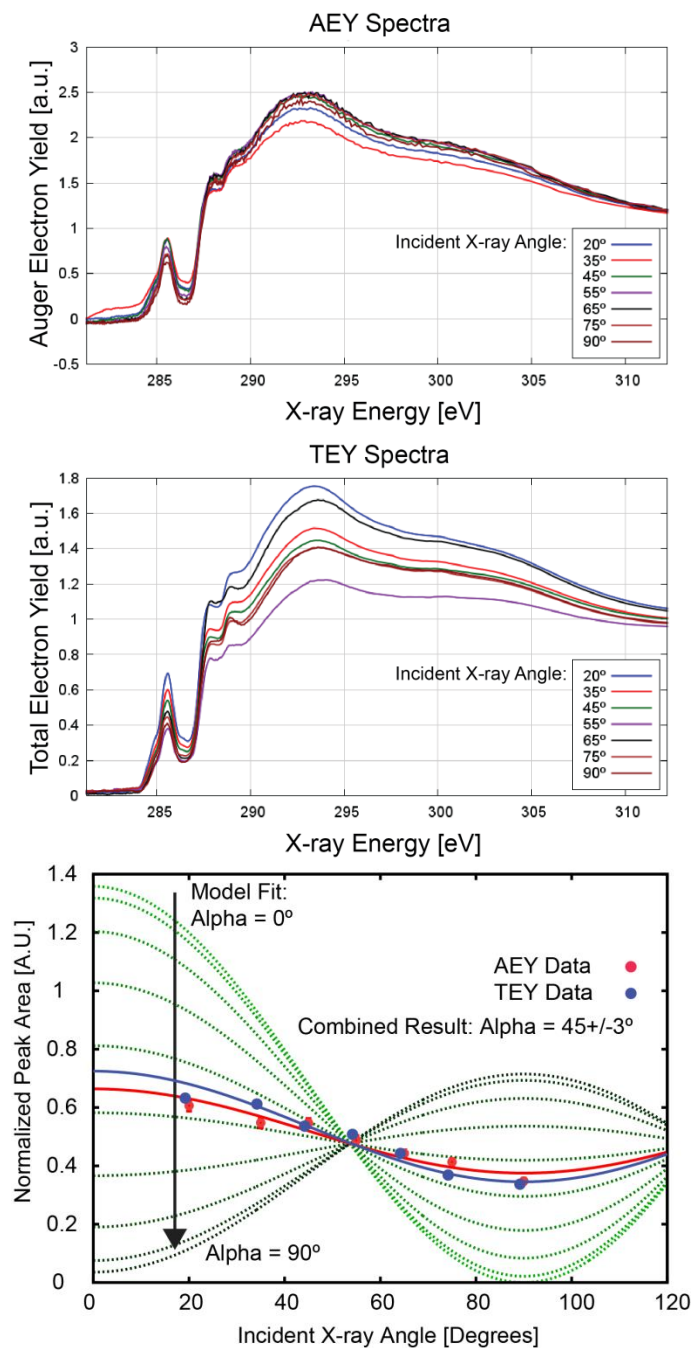 AEY Spectra
3
2.5
2
1.5
1
0.5
0
-0.5
Auger Electron Yield [a.u.]
Incident X-ray Angle:
20º
35º
45º
55º
65º
75º
90º
285
290
295
300
305
310
X-ray Energy [eV]
TEY Spectra
1.8
1.6
1.4
1.2
1.0
0.8
0.6
0.4
0.2
0
Total Electron Yield [a.u.]
Incident X-ray Angle:
20º
35º
45º
55º
65º
75º
90º
285
290
295
300
305
310
X-ray Energy [eV]
1.4
1.2
1.0
0.8
0.6
0.4
0.2
0
Normalized Peak Area [A.U.]
Model Fit:
Alpha = 0º
AEY Data
TEY Data
Combined Result: Alpha = 45+/-3º
Alpha = 90º
0
20
40
60
80
100
120
Incident X-ray Angle [Degrees]